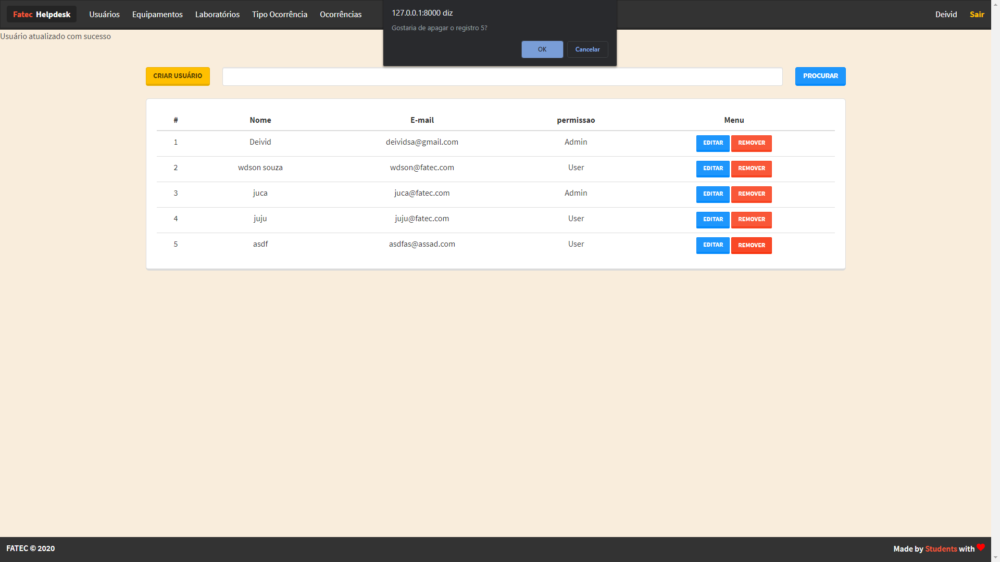 Fatec Helpdesk Usuários Equipamentos Laboratórios Tipo Ocorrência Ocorrências Deivid Sair
127.0.0.1:8000 diz
Gostaria de apagar o registro 5?
OK Cancelar
Usuário atualizado com sucesso
CRIAR USUÁRIO PROCURAR
# Nome E-mail permissao Menu
1 Deivid deividsa@gmail.com Admin EDITAR REMOVER
2 wdson souza wdson@fatec.com User EDITAR REMOVER
3 juca juca@fatec.com Admin EDITAR REMOVER
4 juju juju@fatec.com User EDITAR REMOVER
5 asdf asdfas@assad.com User EDITAR REMOVER
FATEC © 2020 Made by Students with